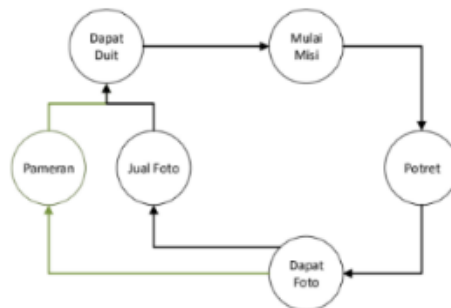 Dapat
Duit
Mulai
Misi
Pameran
Jual Foto
Potret
Dapat
Foto